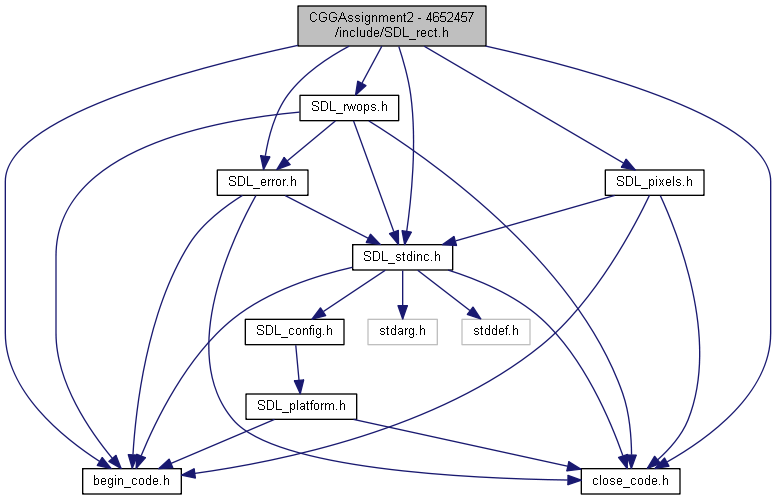 CGGAssignment2 - 4652457
/include/SDL_rect.h
SDL_rwops.h
SDL_error.h
SDL_pixels.h
SDL_stdinc.h
SDL_config.h
stdarg.h
stddef.h
SDL_platform.h
begin_code.h
close_code.h